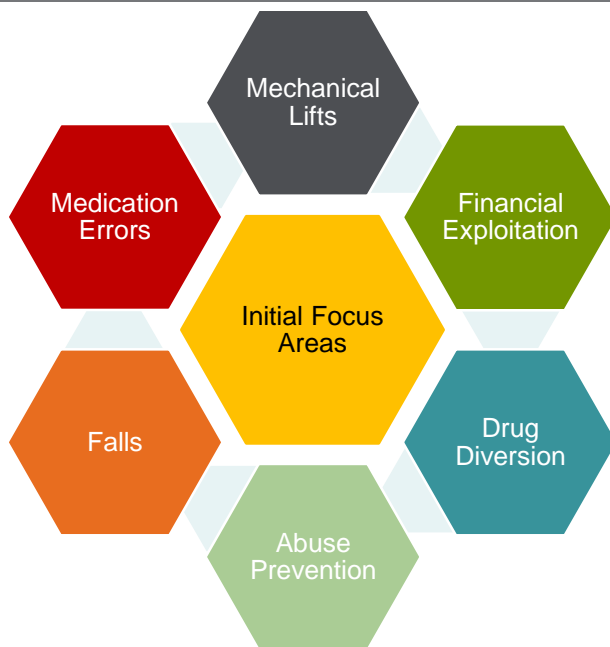 Mechanical
Lifts
Financial
Exploitation
Drug
Diversion
Abuse
Prevention
Falls
Medication
Errors
Initial Focus
Areas